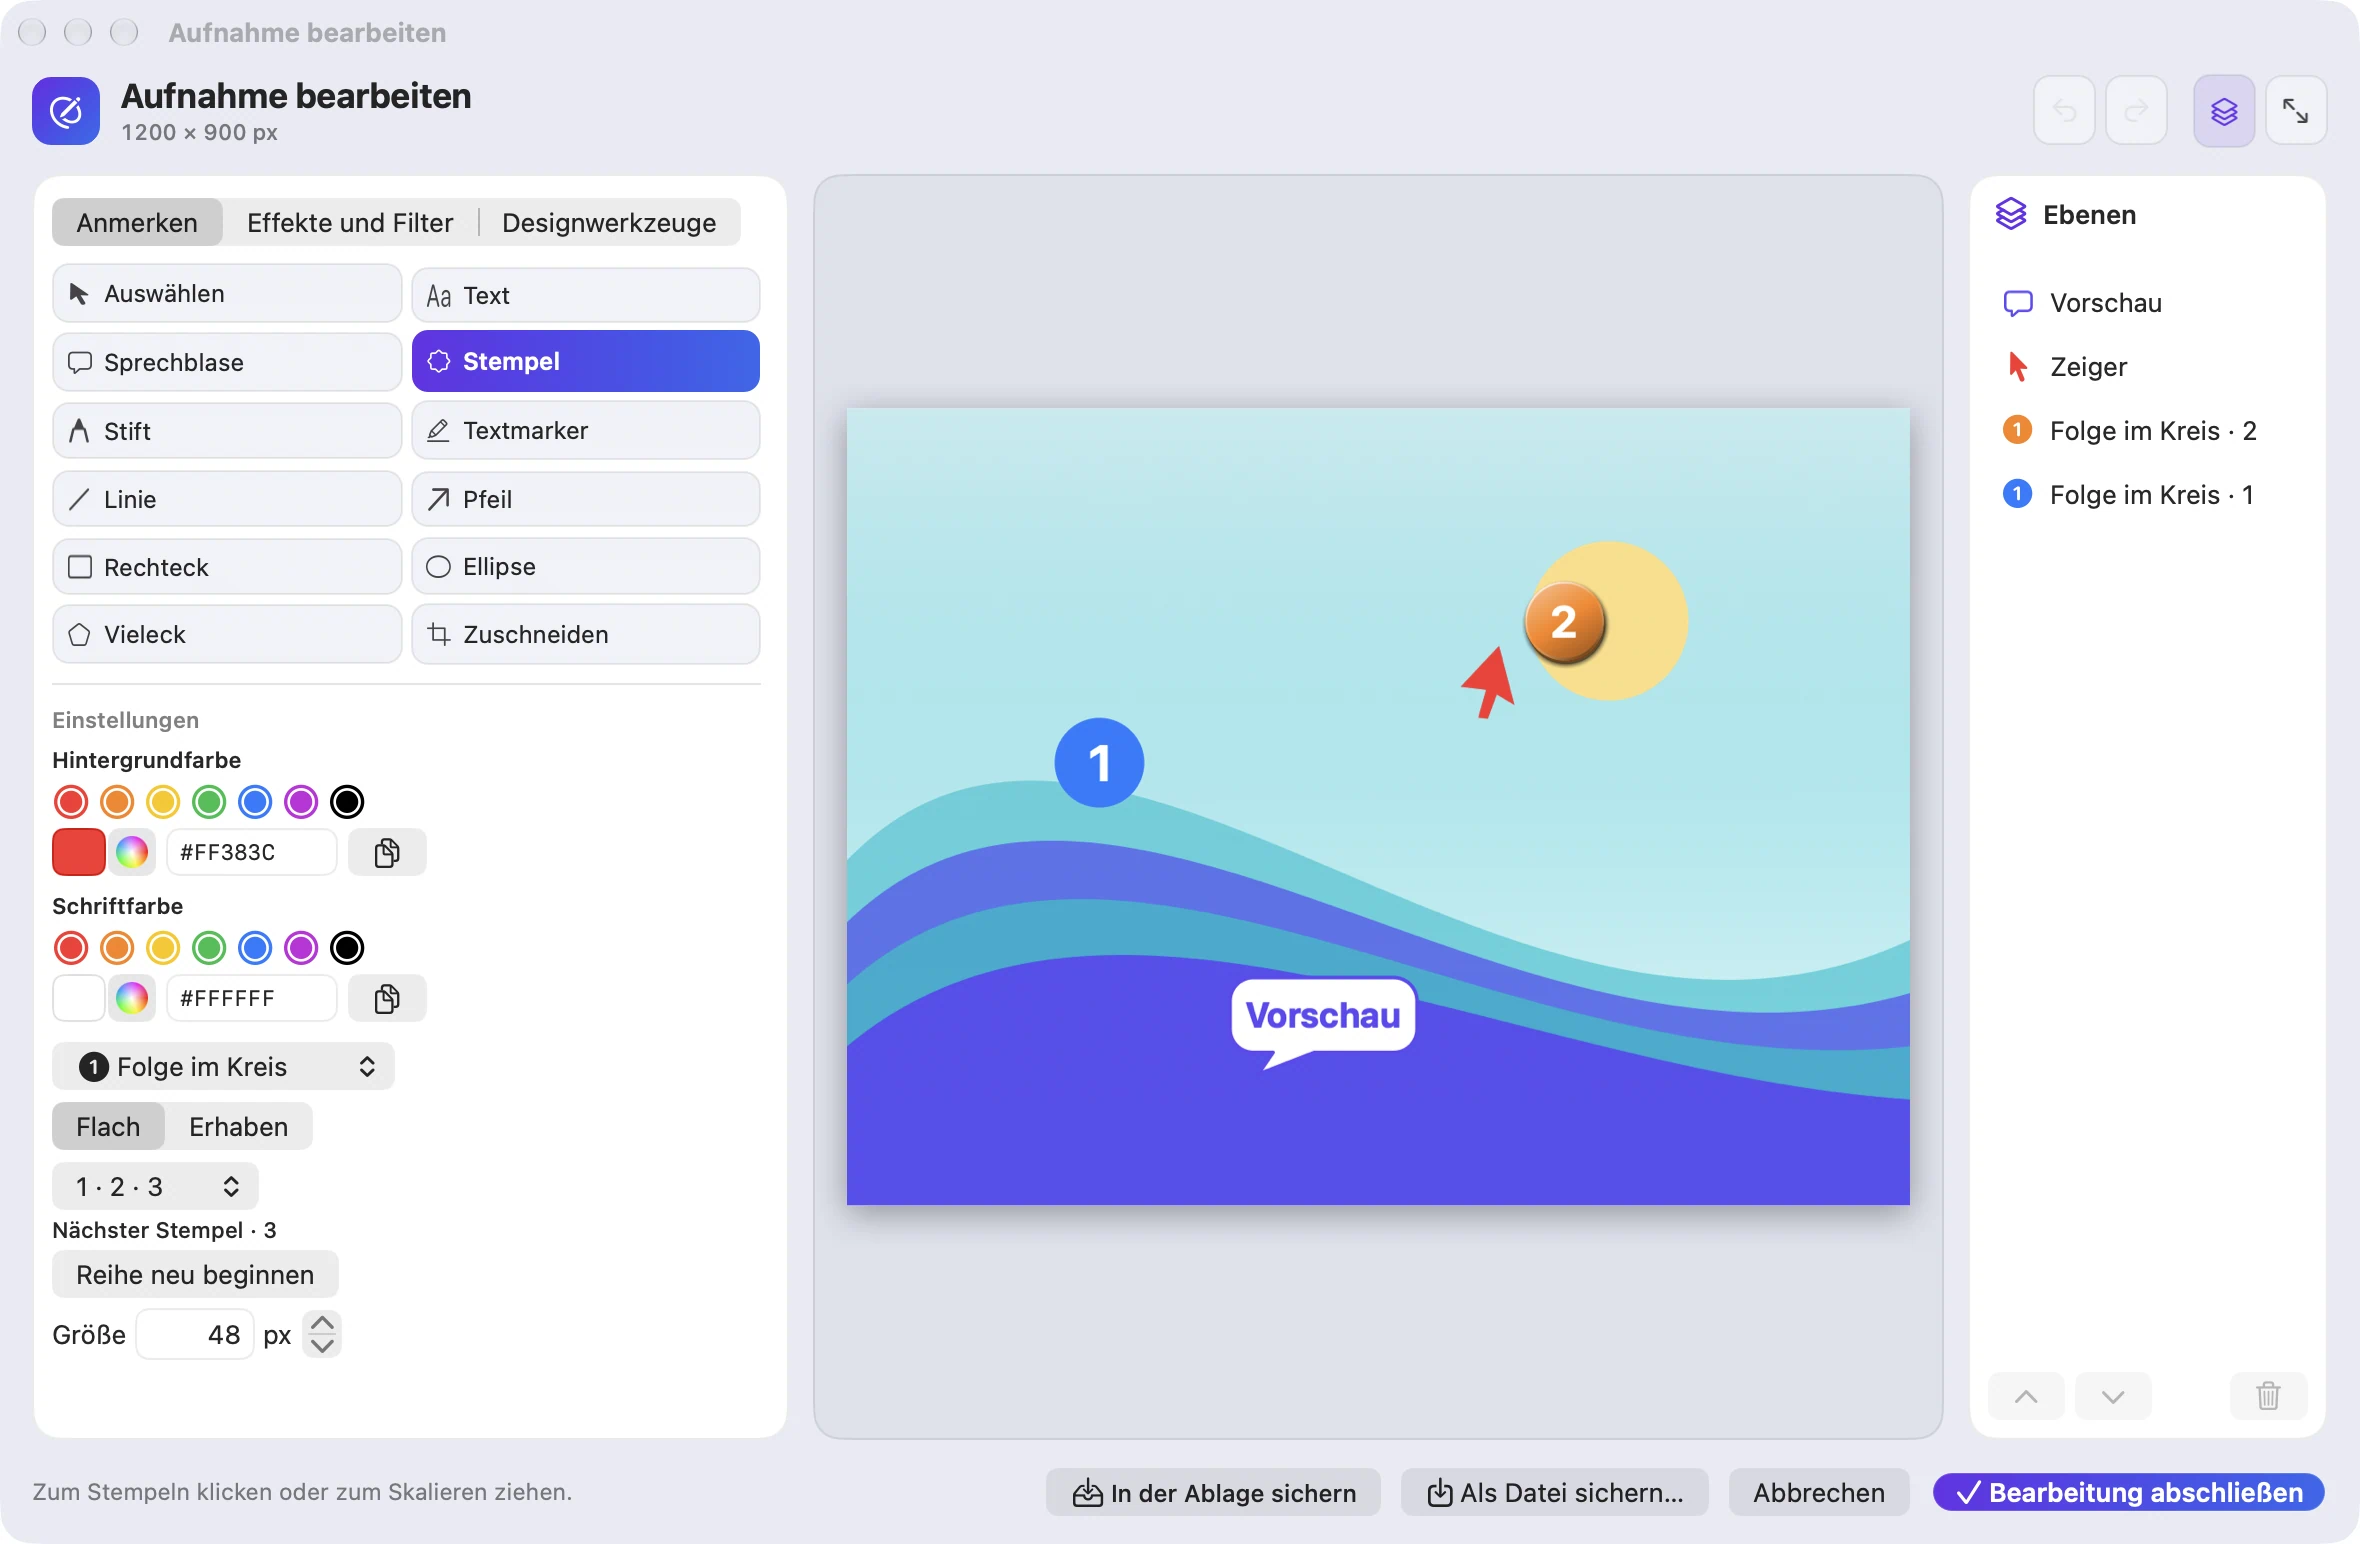 Aufnahme bearbeiten
Aufnahme bearbeiten
1200 × 900 px
Anmerken
Effekte und Filter
Designwerkzeuge
Auswählen
Aa Text
Sprechblase
Stempel
Stift
Textmarker
Linie
Pfeil
Rechteck
Ellipse
Vieleck
Zuschneiden
Einstellungen
Hintergrundfarbe
#FF383C
Schriftfarbe
#FFFFFF
1 Folge im Kreis
Flach
Erhaben
1 · 2 · 3
Nächster Stempel · 3
Reihe neu beginnen
Größe 48 px
2
1
Vorschau
Ebenen
Vorschau
Zeiger
1 Folge im Kreis · 2
1 Folge im Kreis · 1
Zum Stempeln klicken oder zum Skalieren ziehen.
In der Ablage sichern
Als Datei sichern...
Abbrechen
Bearbeitung abschließen